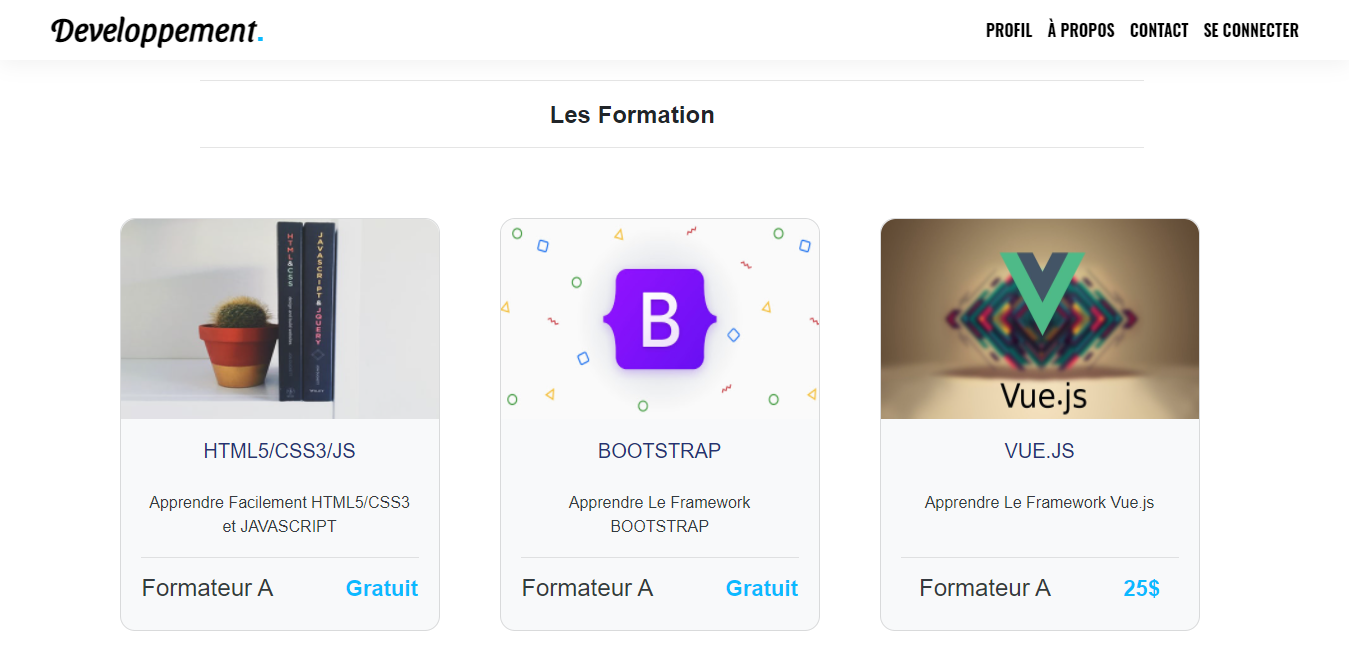 Developpement.
PROFIL À PROPOS CONTACT SE CONNECTER
Les Formation
HTML&CSS
JAVASCRIPT&JQUERY
B
Vue.js
HTML5/CSS3/JS
Apprendre Facilement HTML5/CSS3
et JAVASCRIPT
Formateur A Gratuit
BOOTSTRAP
Apprendre Le Framework
BOOTSTRAP
Formateur A Gratuit
VUE.JS
Apprendre Le Framework Vue.js
Formateur A 25$